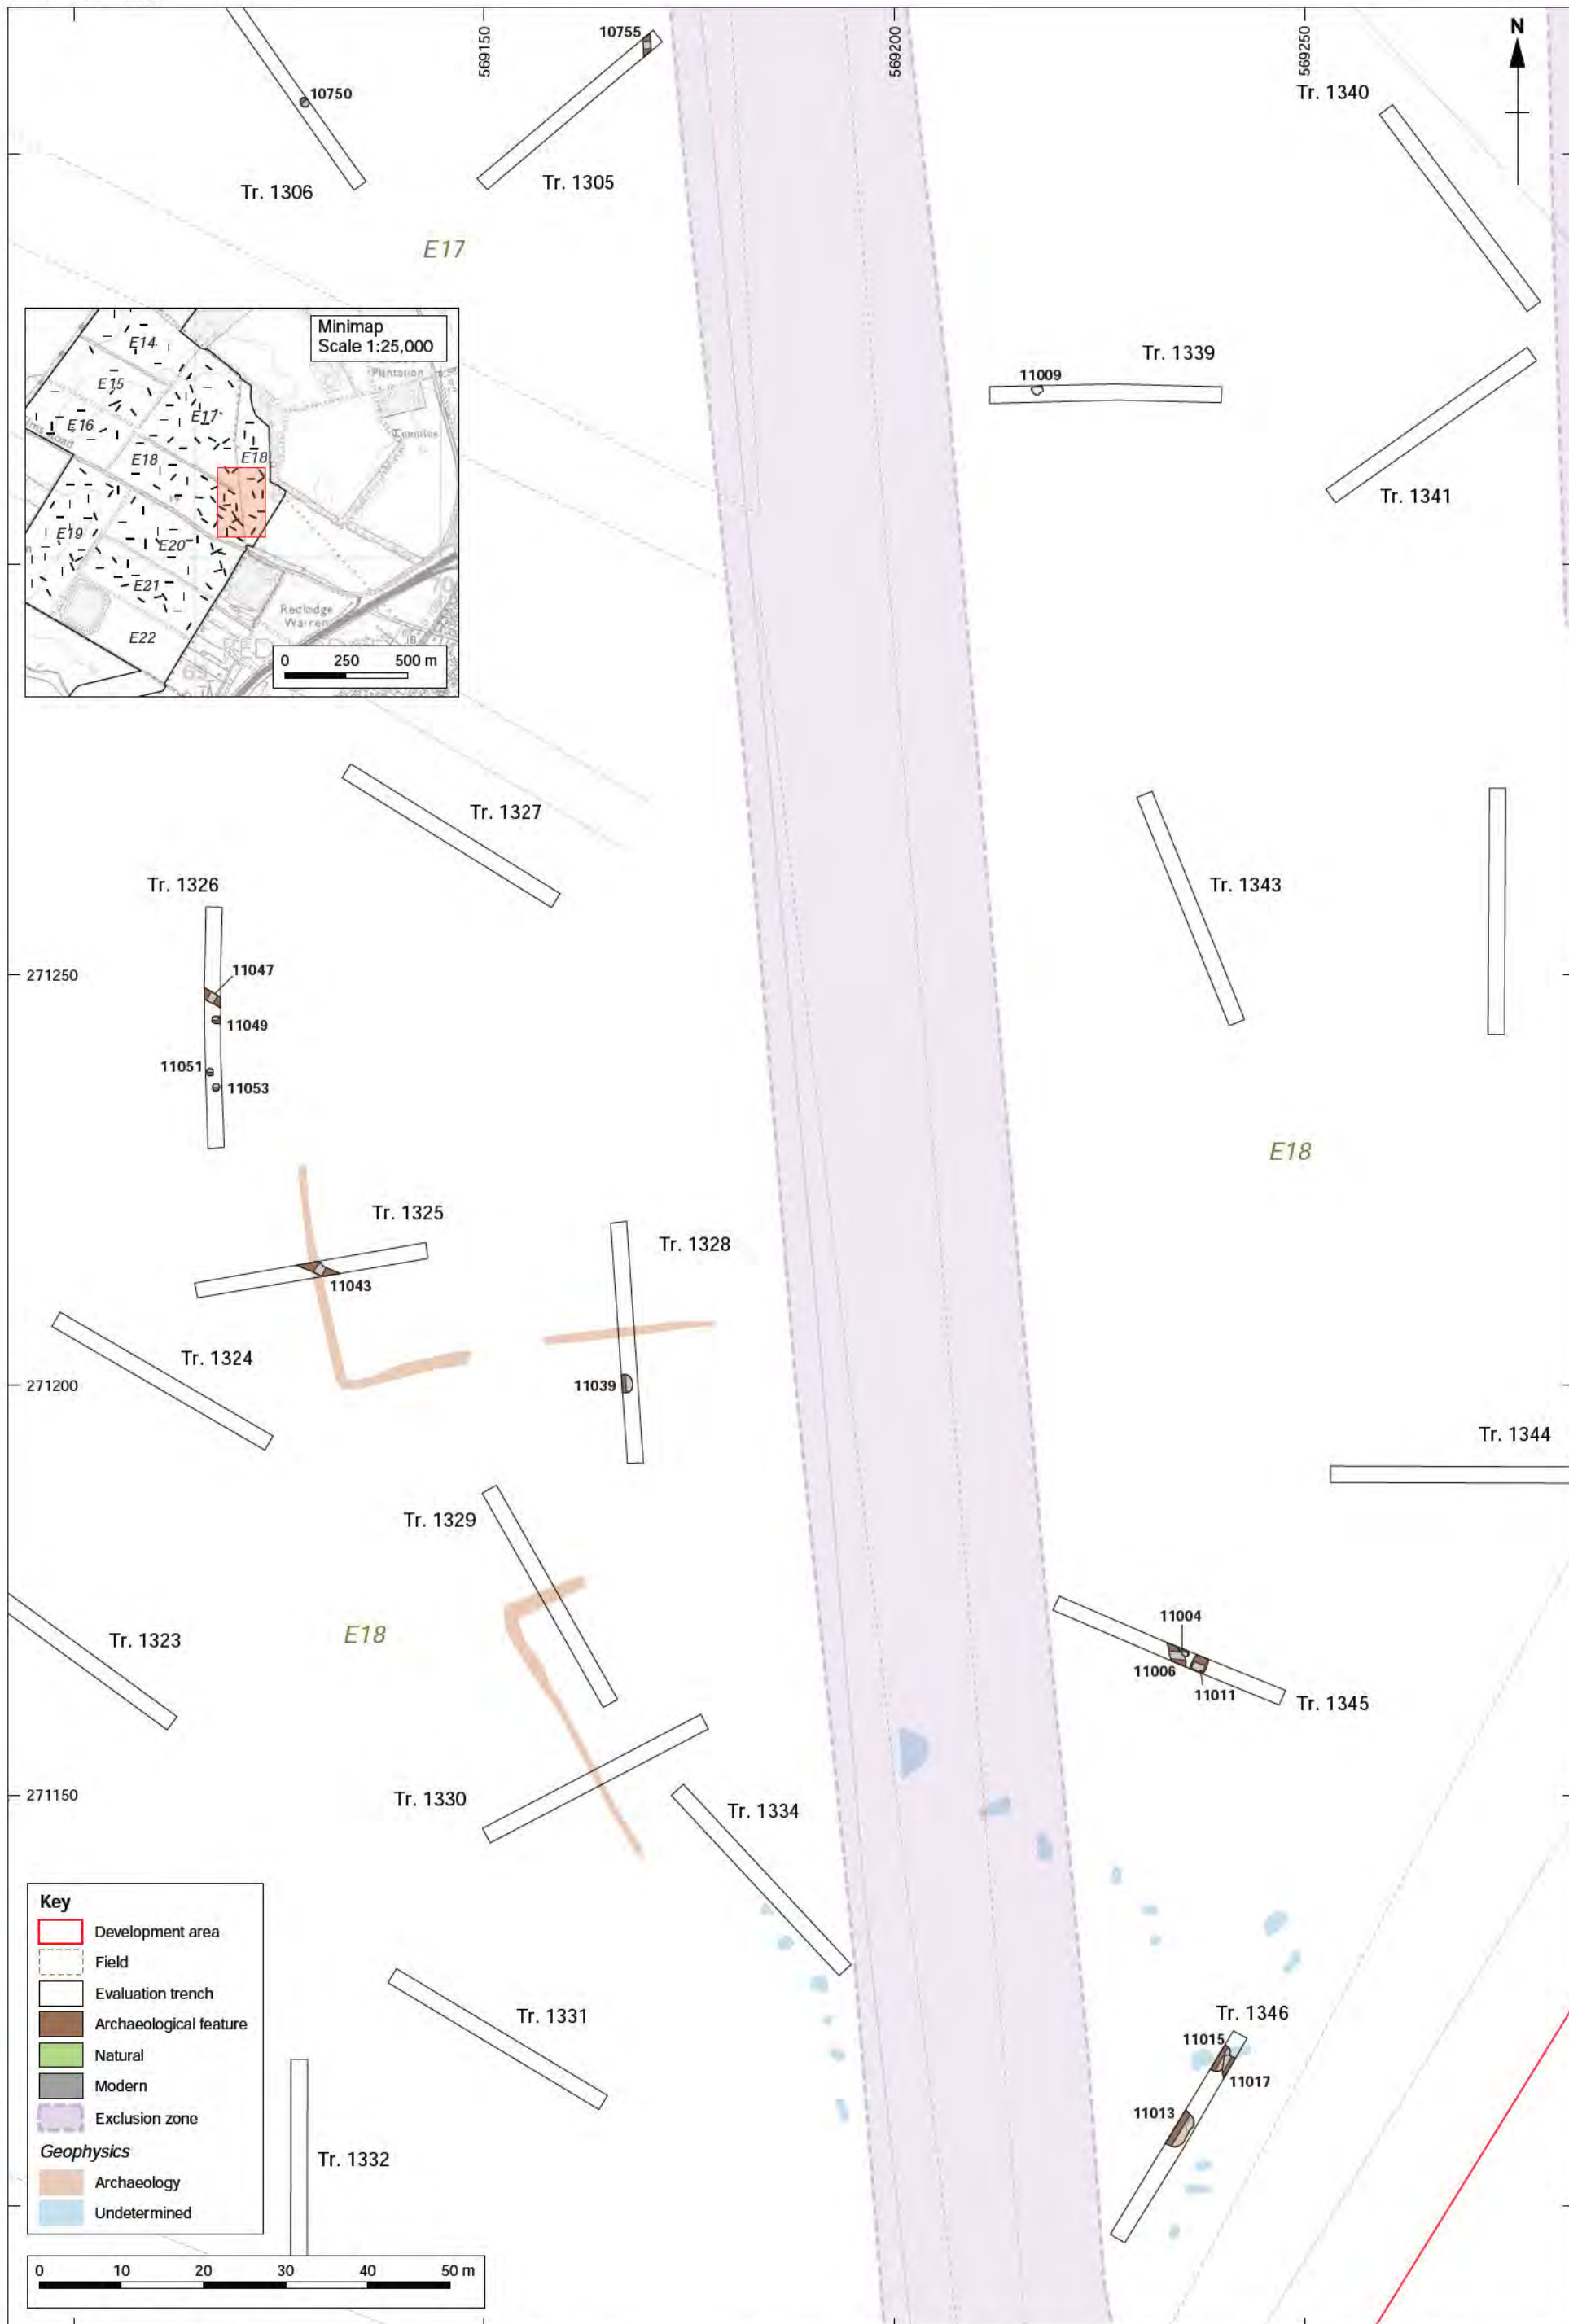 569150
569200
569250
N
10755
10750
Tr. 1340
Tr. 1306
Tr. 1305
E17
Minimap
Scale 1:25,000
Plantation
E14
E15
E17
E16
Road
Tumulus
E18
E18
E19
E20
E21
Redlodge
Warren
E22
0 250 500 m
Tr. 1339
11009
Tr. 1341
Tr. 1327
Tr. 1326
Tr. 1343
271250
11047
11049
11051
11053
E18
Tr. 1325
Tr. 1328
11043
Tr. 1324
271200
11039
Tr. 1344
Tr. 1329
11004
E18
Tr. 1323
11006
11011
Tr. 1345
271150
Tr. 1330
Tr. 1334
Key
Development area
Field
Evaluation trench
Archaeological feature
Natural
Modern
Exclusion zone
Geophysics
Archaeology
Undetermined
Tr. 1331
Tr. 1346
11015
11017
11013
Tr. 1332
0 10 20 30 40 50 m